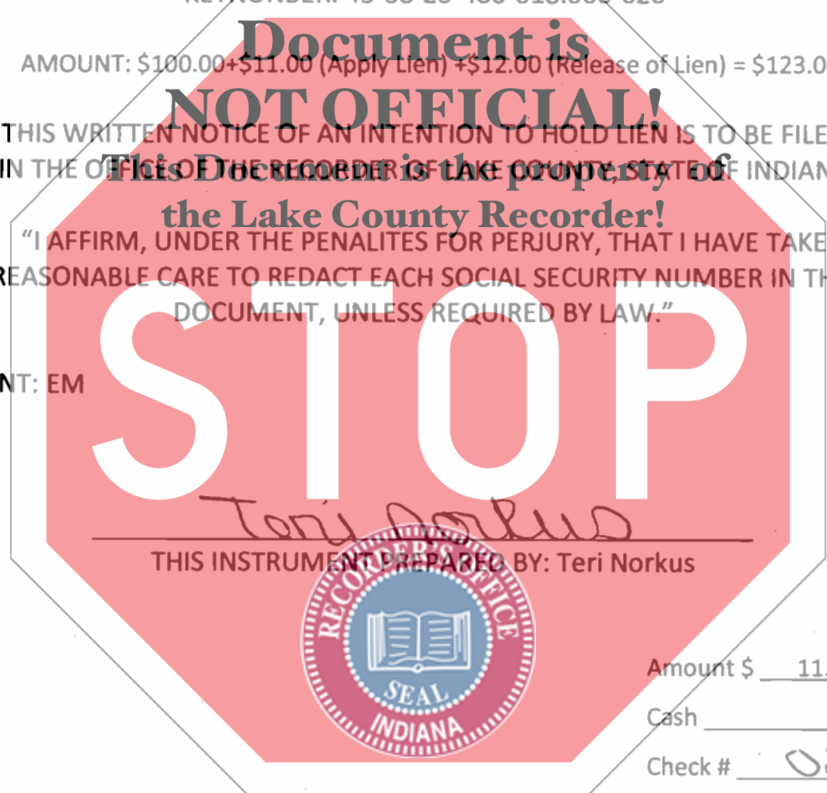 Document is
AMOUNT: $100.00+$11.00 (Apply Lien) +$12.00 (Release of Lien) = $123.0
NOT OFFICIAL!
THIS WRITTEN NOTICE OF AN INTENTION TO HOLD LIEN IS TO BE FILE
This Document is the property of
IN THE OFFICE OF THE RECORDER OF LAKE COUNTY, STATE OF INDIAN
the Lake County Recorder!
“I AFFIRM, UNDER THE PENALITES FOR PERJURY, THAT I HAVE TAKE
REASONABLE CARE TO REDACT EACH SOCIAL SECURITY NUMBER IN TH
DOCUMENT, UNLESS REQUIRED BY LAW.”
STOP
NT: EM
Teri Norkus
THIS INSTRUMENT PREPARED BY: Teri Norkus
RECORDER'S OFFICE
SEAL
INDIANA
Amount $ 11.
Cash
Check #